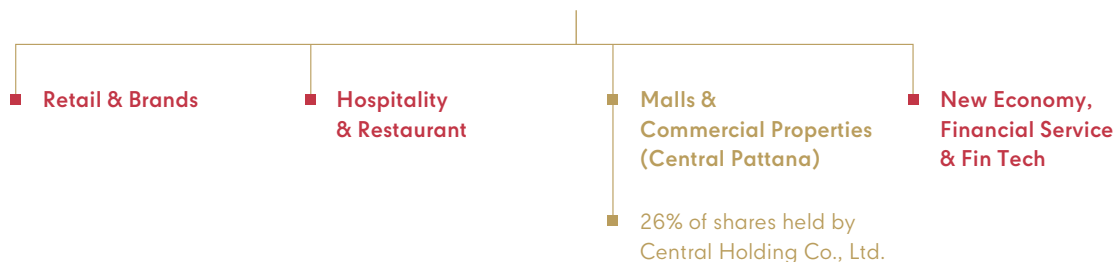 Retail & Brands
Hospitality
& Restaurant
Malls &
Commercial Properties
(Central Pattana)
26% of shares held by
Central Holding Co., Ltd.
New Economy,
Financial Service
& Fin Tech